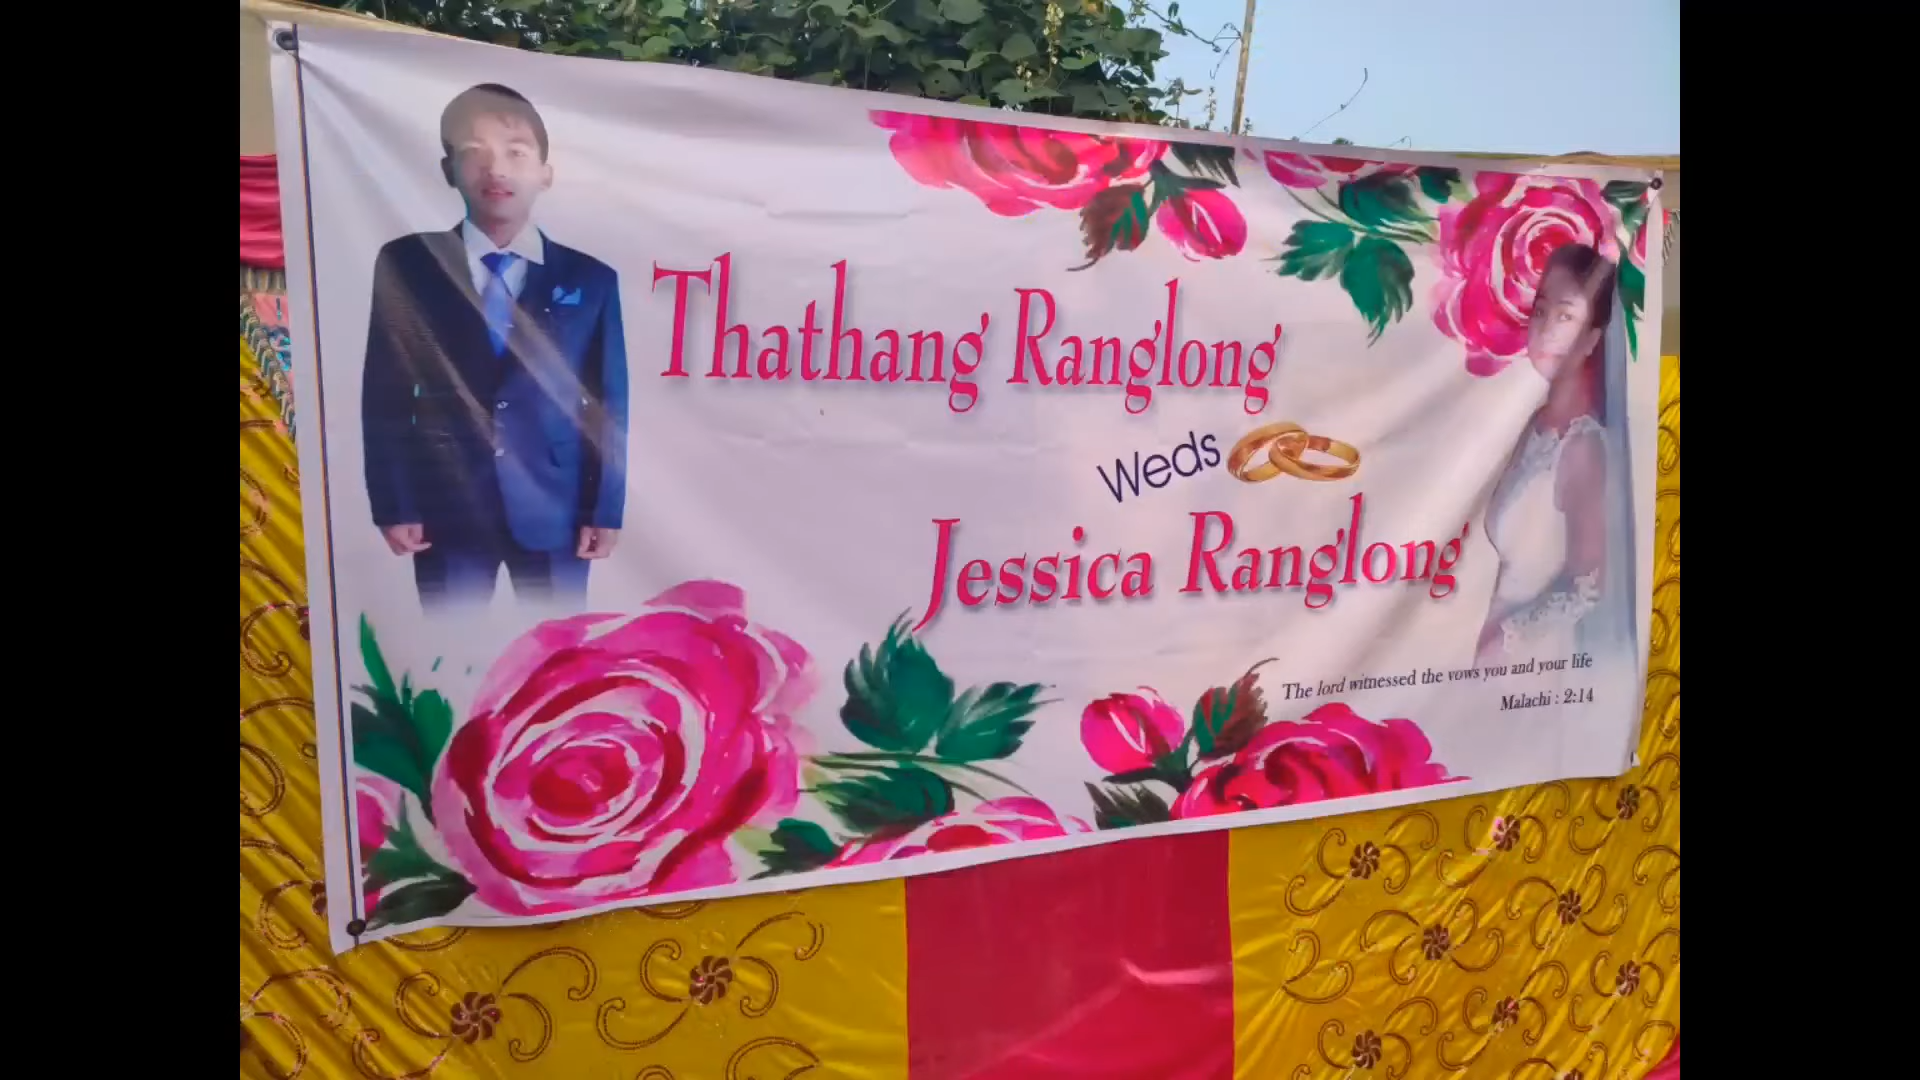 Thathang Ranglong
Weds
Jessica Ranglong
The lord witnessed the vows you and your life
Malachi : 2:14